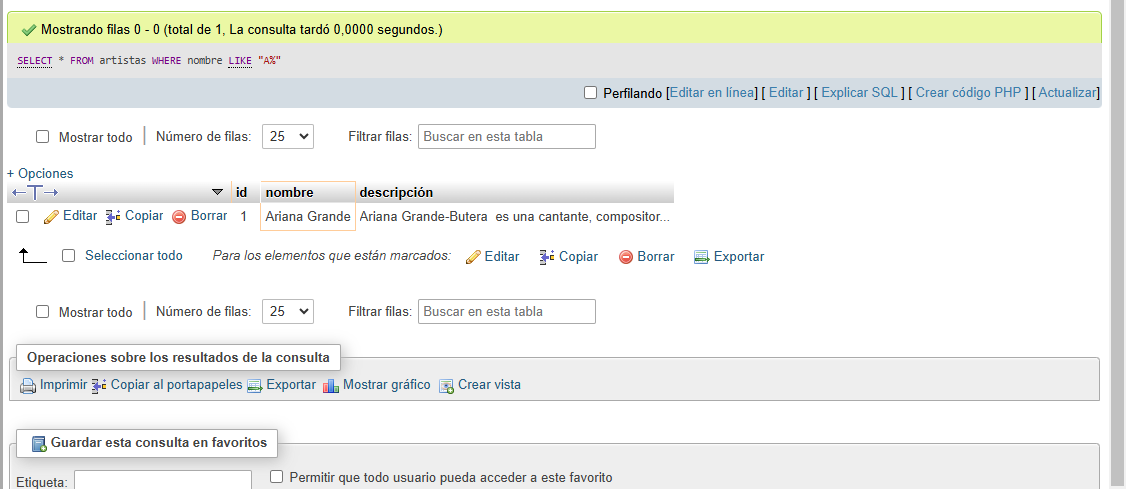 Mostrando filas 0 - 0 (total de 1, La consulta tardó 0,0000 segundos.)
SELECT * FROM artistas WHERE nombre LIKE "A%"
Perfilando [Editar en línea] [ Editar ] [ Explicar SQL ] [ Crear código PHP ] [ Actualizar]
Mostrar todo Número de filas: 25 Filtrar filas: Buscar en esta tabla
+ Opciones
←T→ id nombre descripción
Editar Copiar Borrar 1 Ariana Grande Ariana Grande-Butera es una cantante, compositor...
Seleccionar todo Para los elementos que están marcados: Editar Copiar Borrar Exportar
Mostrar todo Número de filas: 25 Filtrar filas: Buscar en esta tabla
Operaciones sobre los resultados de la consulta
Imprimir Copiar al portapapeles Exportar Mostrar gráfico Crear vista
Guardar esta consulta en favoritos
Etiqueta: Permitir que todo usuario pueda acceder a este favorito